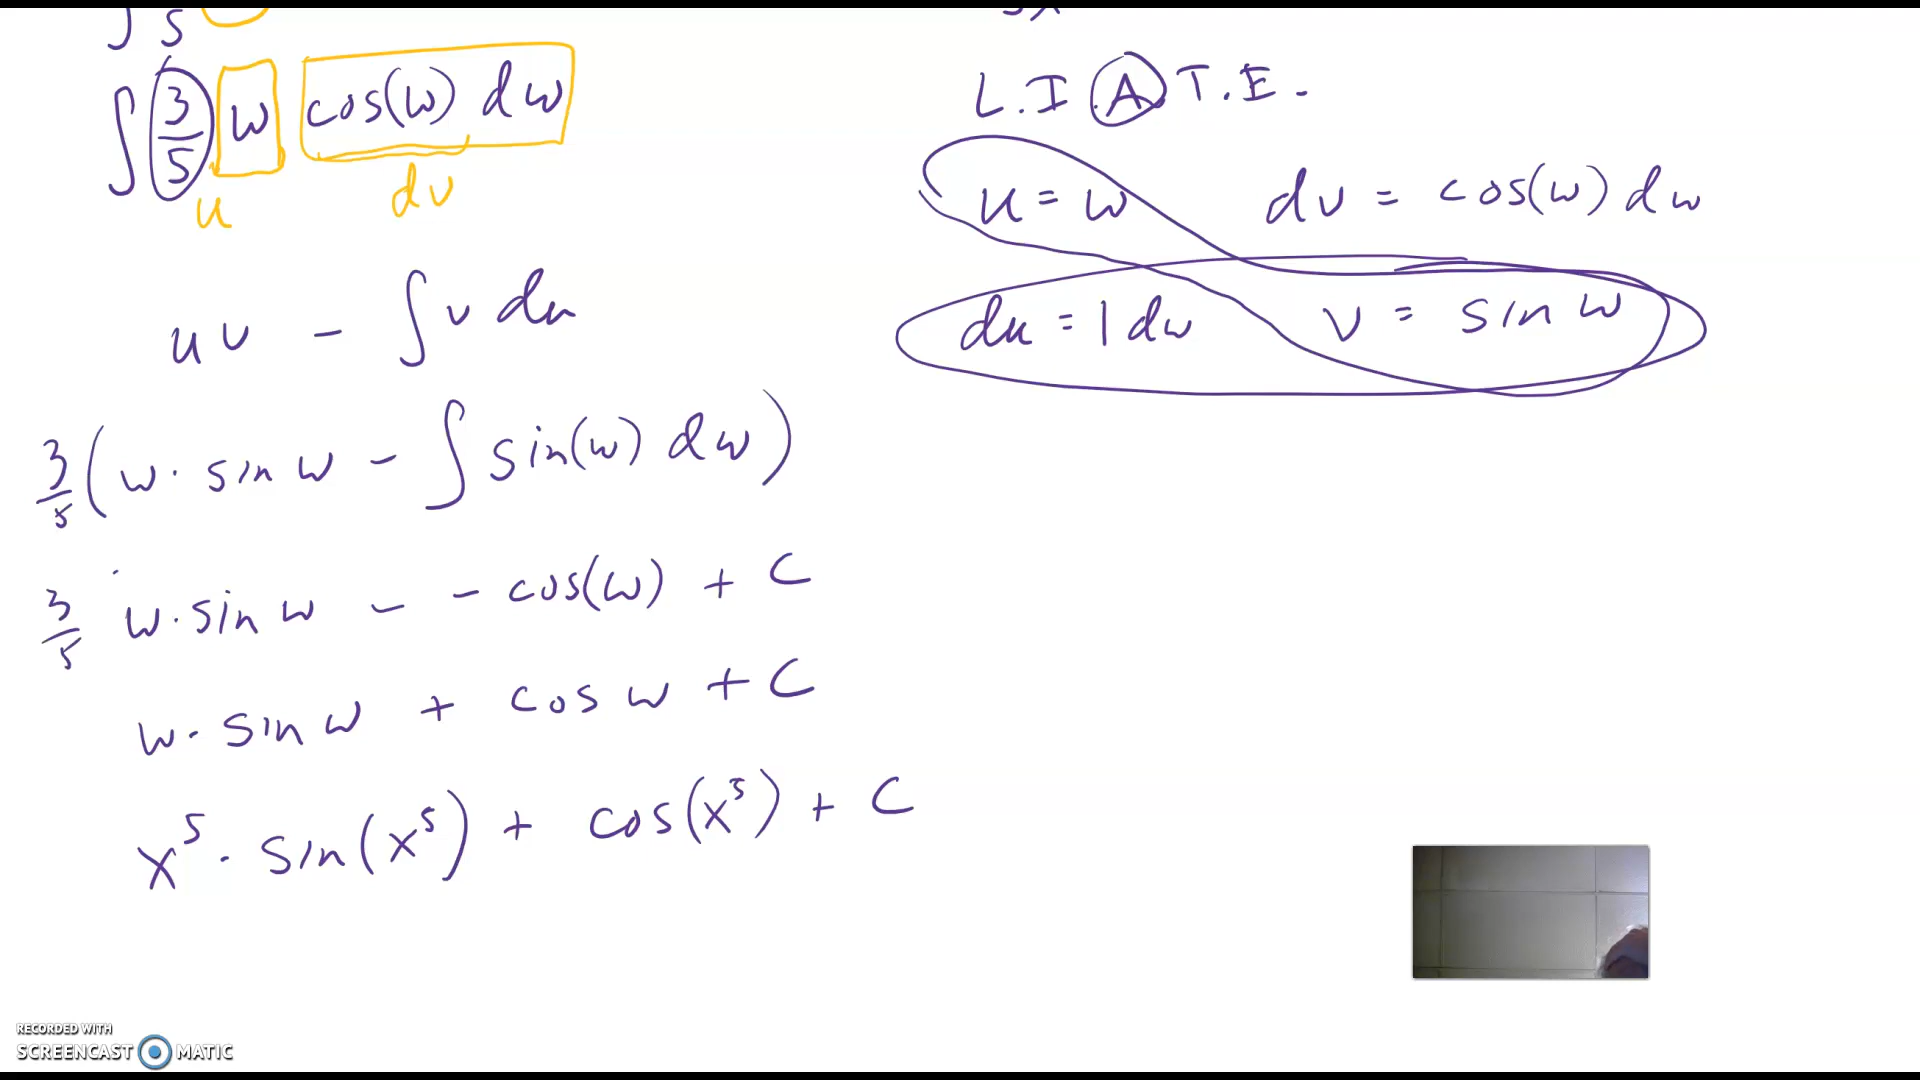 ∫ 5
∫ 3/5 w cos(w) dw
u dv
uv - ∫ v du
3/5 (w · sin w - ∫ sin(w) dw)
3/5 w · sin w - - cos(w) + C
w · sin w + cos w + C
x^5 · sin(x^5) + cos(x^5) + C
L.I.A.T.E.
u = w dv = cos(w) dw
du = 1 dw v = sin w
RECORDED WITH
SCREENCAST MATIC